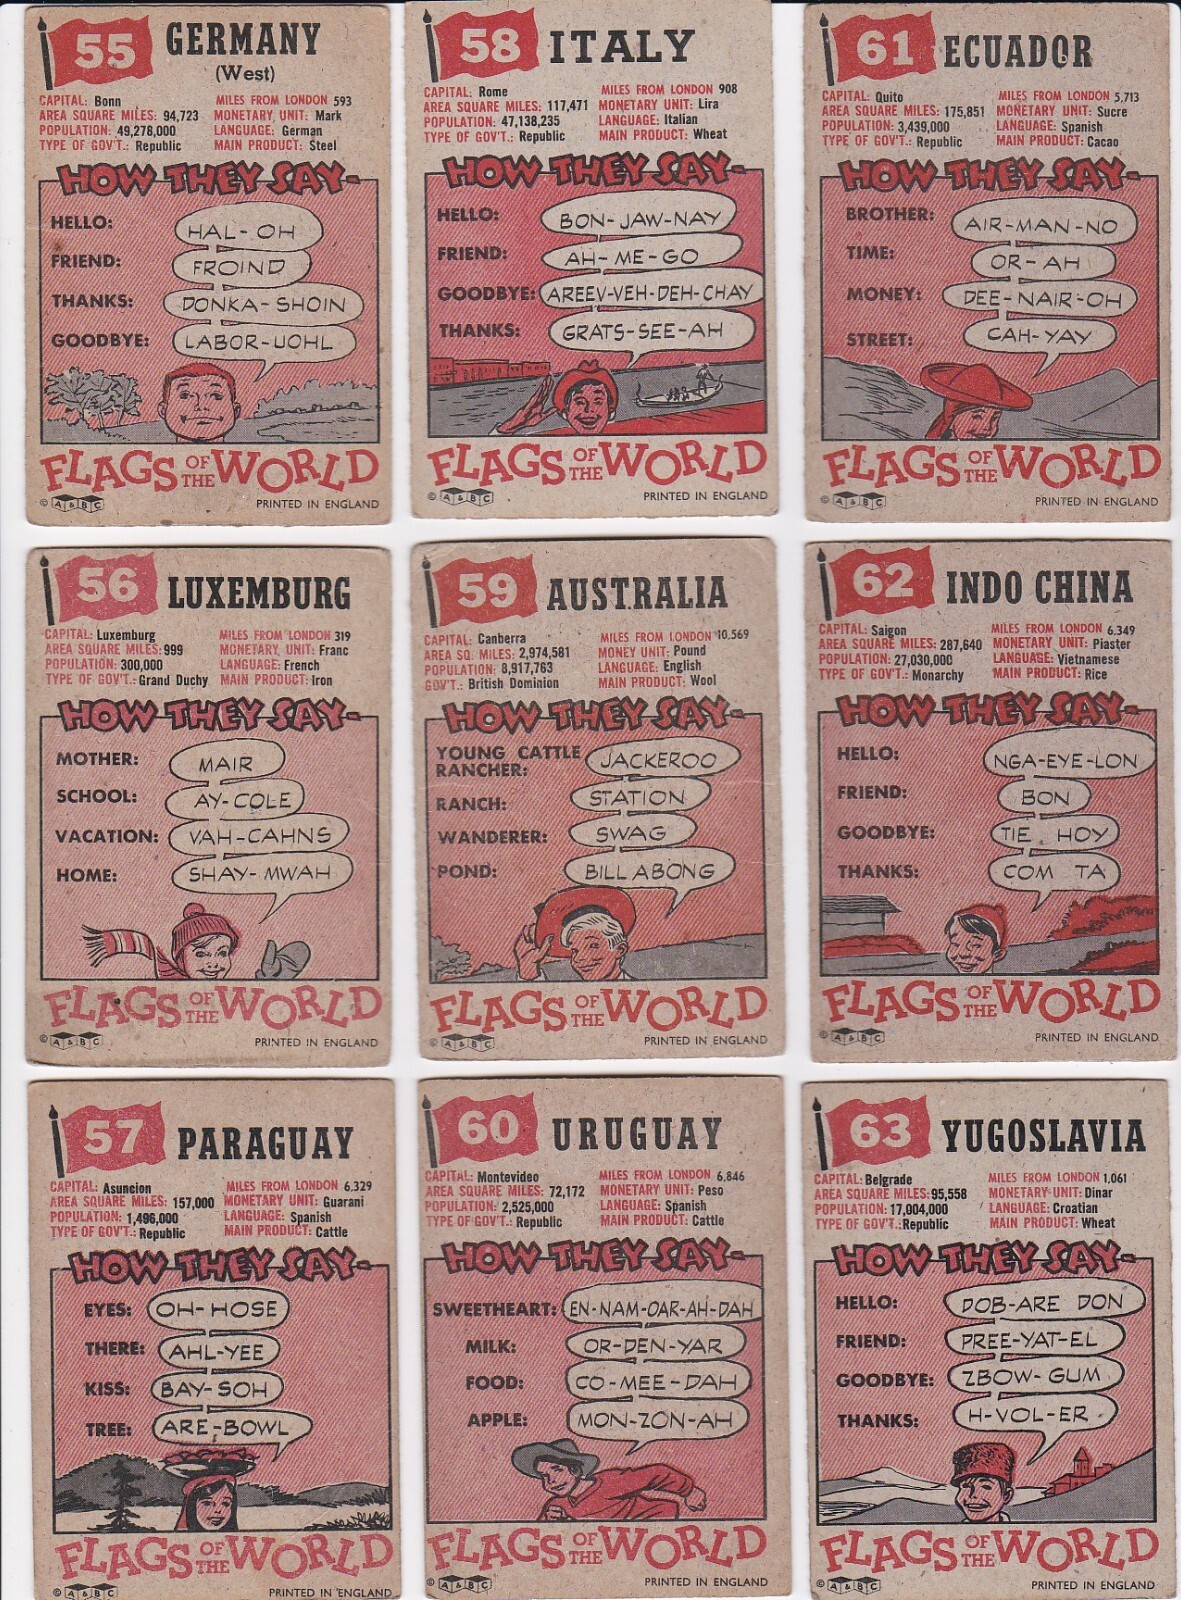 55 GERMANY
(West)
CAPITAL: Bonn MILES FROM LONDON 593
AREA SQUARE MILES: 94,723 MONETARY UNIT: Mark
POPULATION: 49,278,000 LANGUAGE: German
TYPE OF GOV'T.: Republic MAIN PRODUCT: Steel
HOW THEY SAY-
HELLO: HAL-OH
FRIEND: FROIND
THANKS: DONKA-SHOIN
GOODBYE: LABOR-UOHL
FLAGS OF THE WORLD
© A & B C PRINTED IN ENGLAND
58 ITALY
CAPITAL: Rome MILES FROM LONDON 908
AREA SQUARE MILES: 117,471 MONETARY UNIT: Lira
POPULATION: 47,138,235 LANGUAGE: Italian
TYPE OF GOV'T.: Republic MAIN PRODUCT: Wheat
HOW THEY SAY-
HELLO: BON-JAW-NAY
FRIEND: AH-ME-GO
GOODBYE: AREEV-VEH-DEH-CHAY
THANKS: GRATS-SEE-AH
FLAGS OF THE WORLD
© A & B C PRINTED IN ENGLAND
61 ECUADOR
CAPITAL: Quito MILES FROM LONDON 5,713
AREA SQUARE MILES: 175,851 MONETARY UNIT: Sucre
POPULATION: 3,439,000 LANGUAGE: Spanish
TYPE OF GOV'T.: Republic MAIN PRODUCT: Cacao
HOW THEY SAY-
BROTHER: AIR-MAN-NO
TIME: OR-AH
MONEY: DEE-NAIR-OH
STREET: CAH-YAY
FLAGS OF THE WORLD
© A & B C PRINTED IN ENGLAND
56 LUXEMBURG
CAPITAL: Luxemburg MILES FROM LONDON 319
AREA SQUARE MILES: 999 MONETARY UNIT: Franc
POPULATION: 300,000 LANGUAGE: French
TYPE OF GOV'T.: Grand Duchy MAIN PRODUCT: Iron
HOW THEY SAY-
MOTHER: MAIR
SCHOOL: AY-COLE
VACATION: VAH-CAHNS
HOME: SHAY-MWAH
FLAGS OF THE WORLD
© A & B C PRINTED IN ENGLAND
59 AUSTRALIA
CAPITAL: Canberra MILES FROM LONDON 10,569
AREA SQ. MILES: 2,974,581 MONEY UNIT: Pound
POPULATION: 8,917,763 LANGUAGE: English
GOV'T.: British Dominion MAIN PRODUCT: Wool
HOW THEY SAY-
YOUNG CATTLE
RANCHER: JACKEROO
RANCH: STATION
WANDERER: SWAG
POND: BILLABONG
FLAGS OF THE WORLD
© A & B C PRINTED IN ENGLAND
62 INDO CHINA
CAPITAL: Saigon MILES FROM LONDON 6.349
AREA SQUARE MILES: 287,640 MONETARY UNIT: Piaster
POPULATION: 27,030,000 LANGUAGE: Vietnamese
TYPE OF GOV'T.: Monarchy MAIN PRODUCT: Rice
HOW THEY SAY-
HELLO: NGA-EYE-LON
FRIEND: BON
GOODBYE: TIE HOY
THANKS: COM TA
FLAGS OF THE WORLD
© A & B C PRINTED IN ENGLAND
57 PARAGUAY
CAPITAL: Asuncion MILES FROM LONDON 6.329
AREA SQUARE MILES: 157,000 MONETARY UNIT: Guarani
POPULATION: 1,496,000 LANGUAGE: Spanish
TYPE OF GOV'T.: Republic MAIN PRODUCT: Cattle
HOW THEY SAY-
EYES: OH-HOSE
THERE: AHL-YEE
KISS: BAY-SOH
TREE: ARE-BOWL
FLAGS OF THE WORLD
© A & B C PRINTED IN ENGLAND
60 URUGUAY
CAPITAL: Montevideo MILES FROM LONDON 6,846
AREA SQUARE MILES: 72,172 MONETARY UNIT: Peso
POPULATION: 2,525,000 LANGUAGE: Spanish
TYPE OF GOV'T.: Republic MAIN PRODUCT: Cattle
HOW THEY SAY-
SWEETHEART: EN-NAM-OAR-AH-DAH
MILK: OR-DEN-YAR
FOOD: CO-MEE-DAH
APPLE: MON-ZON-AH
FLAGS OF THE WORLD
© A & B C PRINTED IN ENGLAND
63 YUGOSLAVIA
CAPITAL: Belgrade MILES FROM LONDON 1,061
AREA SQUARE MILES: 95,558 MONETARY UNIT: Dinar
POPULATION: 17,004,000 LANGUAGE: Croatian
TYPE OF GOV'T.: Republic MAIN PRODUCT: Wheat
HOW THEY SAY-
HELLO: DOB-ARE DON
FRIEND: PREE-YAT-EL
GOODBYE: ZBOW-GUM
THANKS: H-VOL-ER
FLAGS OF THE WORLD
© A & B C PRINTED IN ENGLAND